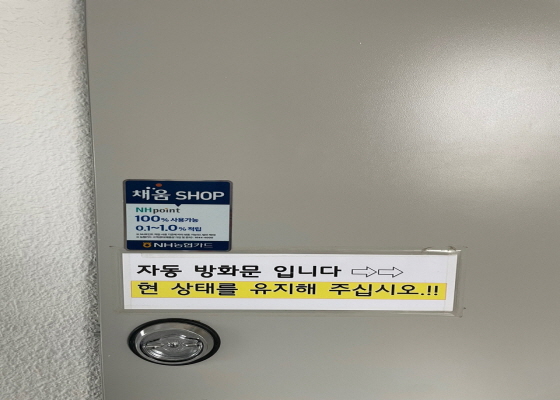 채움 SHOP
NHpoint
100% 사용가능
0.1~1.0% 적립
NH농협카드
자동 방화문 입니다 ⇨⇨
현 상태를 유지해 주십시오.!!